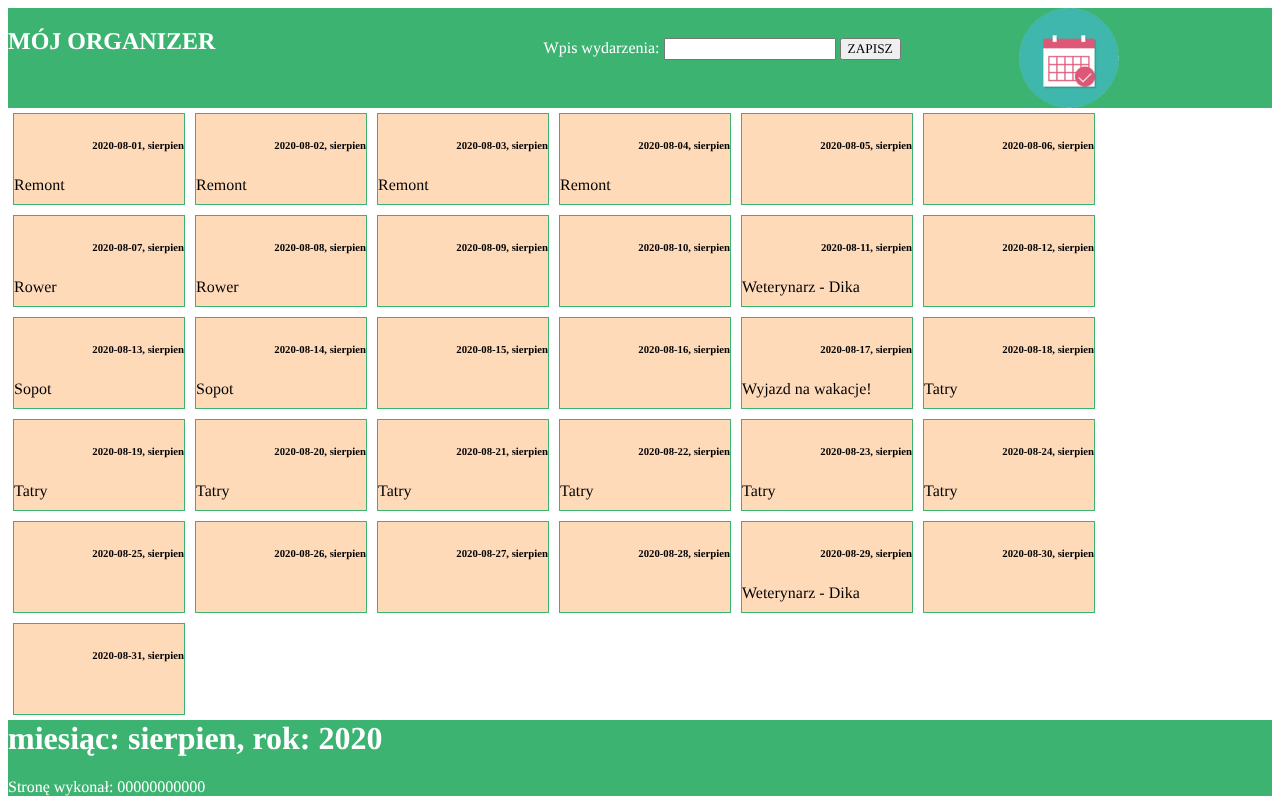 MÓJ ORGANIZER
Wpis wydarzenia: ZAPISZ
2020-08-01, sierpien 2020-08-02, sierpien 2020-08-03, sierpien 2020-08-04, sierpien 2020-08-05, sierpien 2020-08-06, sierpien
Remont Remont Remont Remont
2020-08-07, sierpien 2020-08-08, sierpien 2020-08-09, sierpien 2020-08-10, sierpien 2020-08-11, sierpien 2020-08-12, sierpien
Rower Rower Weterynarz - Dika
2020-08-13, sierpien 2020-08-14, sierpien 2020-08-15, sierpien 2020-08-16, sierpien 2020-08-17, sierpien 2020-08-18, sierpien
Sopot Sopot Wyjazd na wakacje! Tatry
2020-08-19, sierpien 2020-08-20, sierpien 2020-08-21, sierpien 2020-08-22, sierpien 2020-08-23, sierpien 2020-08-24, sierpien
Tatry Tatry Tatry Tatry Tatry Tatry
2020-08-25, sierpien 2020-08-26, sierpien 2020-08-27, sierpien 2020-08-28, sierpien 2020-08-29, sierpien 2020-08-30, sierpien
Weterynarz - Dika
2020-08-31, sierpien
miesiąc: sierpien, rok: 2020
Stronę wykonał: 00000000000